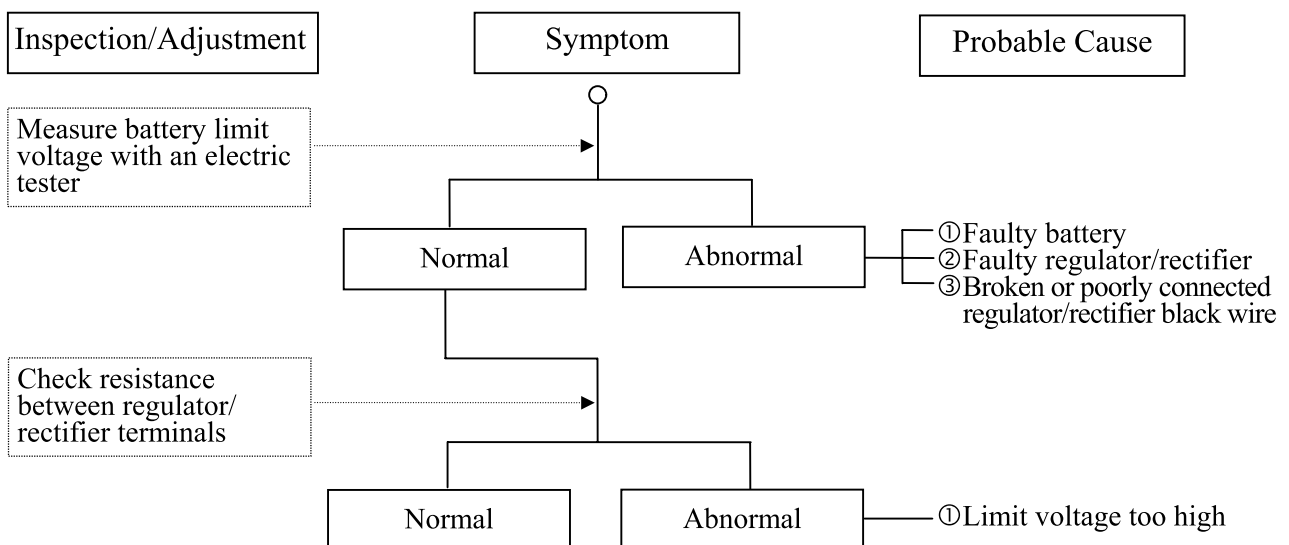 Inspection/Adjustment
Symptom
Probable Cause
Measure battery limit
voltage with an electric
tester
Normal
Abnormal
①Faulty battery
②Faulty regulator/rectifier
③Broken or poorly connected
regulator/rectifier black wire
Check resistance
between regulator/
rectifier terminals
Normal
Abnormal
①Limit voltage too high